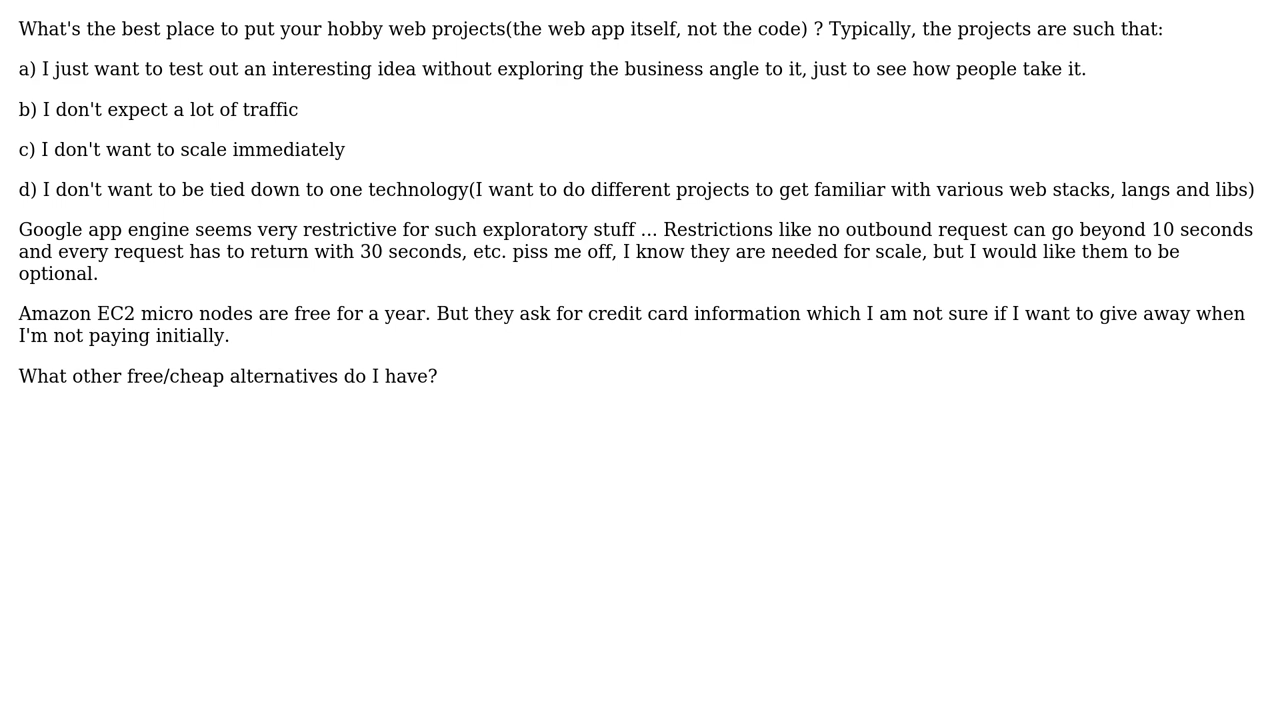 What's the best place to put your hobby web projects(the web app itself, not the code) ? Typically, the projects are such that:
a) I just want to test out an interesting idea without exploring the business angle to it, just to see how people take it.
b) I don't expect a lot of traffic
c) I don't want to scale immediately
d) I don't want to be tied down to one technology(I want to do different projects to get familiar with various web stacks, langs and libs)
Google app engine seems very restrictive for such exploratory stuff ... Restrictions like no outbound request can go beyond 10 seconds
and every request has to return with 30 seconds, etc. piss me off, I know they are needed for scale, but I would like them to be
optional.
Amazon EC2 micro nodes are free for a year. But they ask for credit card information which I am not sure if I want to give away when
I'm not paying initially.
What other free/cheap alternatives do I have?